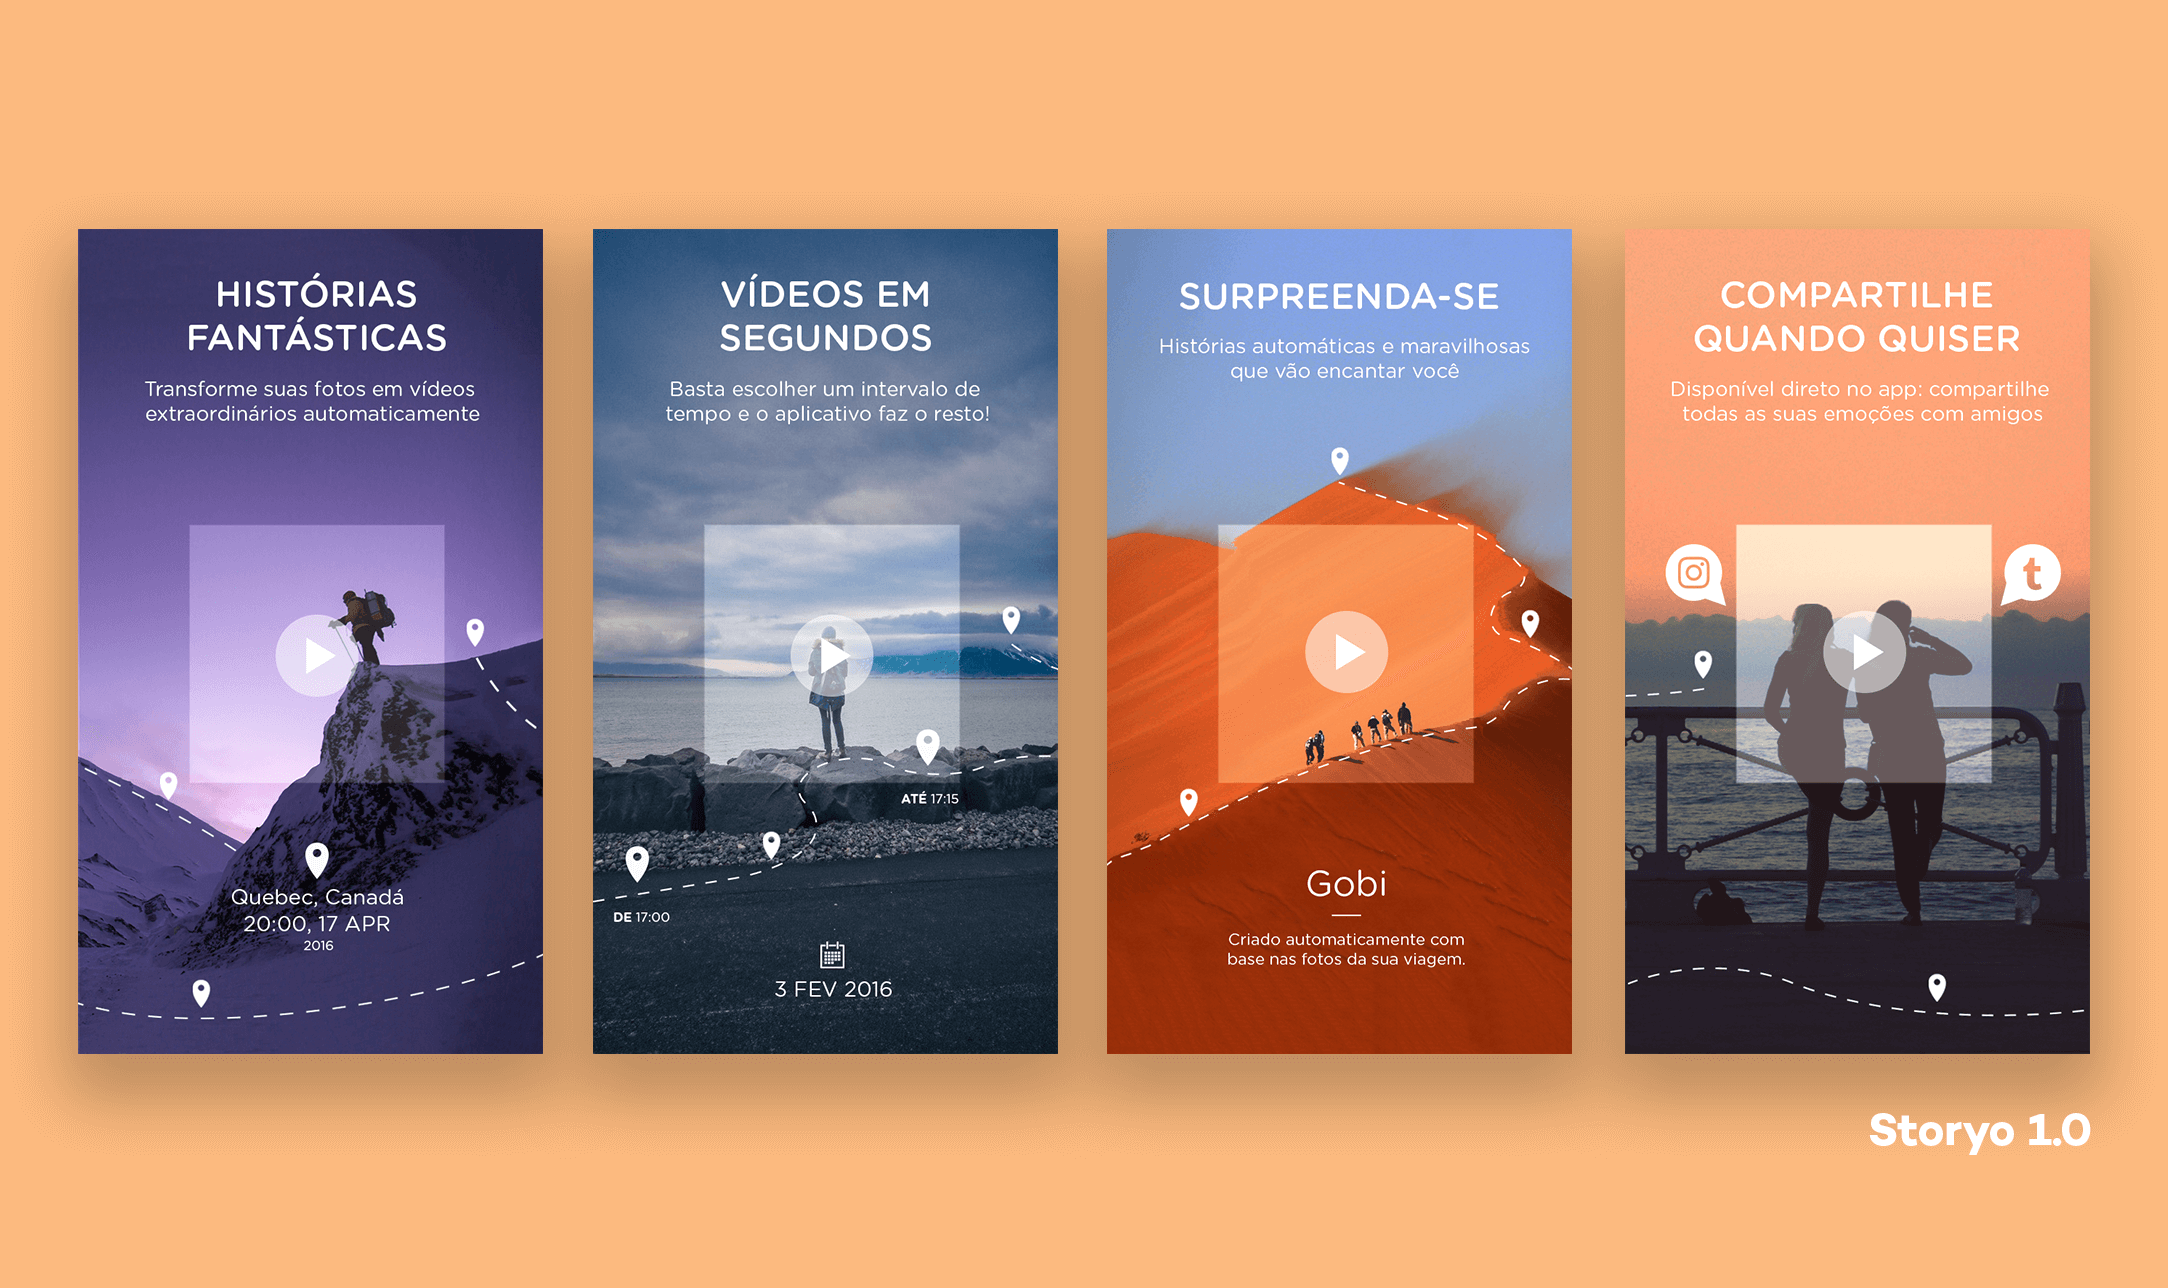 HISTÓRIAS
FANTÁSTICAS
Transforme suas fotos em vídeos
extraordinários automaticamente
Quebec, Canadá
20:00, 17 APR
2016
VÍDEOS EM
SEGUNDOS
Basta escolher um intervalo de
tempo e o aplicativo faz o resto!
ATÉ 17:15
DE 17:00
3 FEV 2016
SURPREENDA-SE
Histórias automáticas e maravilhosas
que vão encantar você
Gobi
Criado automaticamente com
base nas fotos da sua viagem.
COMPARTILHE
QUANDO QUISER
Disponível direto no app: compartilhe
todas as suas emoções com amigos
t
Storyo 1.0